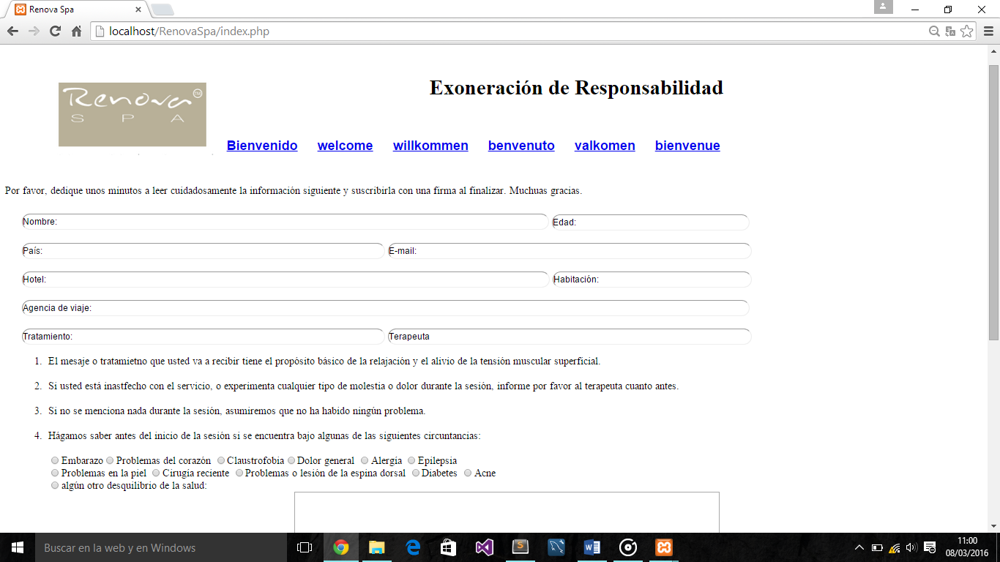 Renova Spa
localhost/RenovaSpa/index.php
Renova TM
SPA
Exoneración de Responsabilidad
Bienvenido welcome willkommen benvenuto valkomen bienvenue
Por favor, dedique unos minutos a leer cuidadosamente la información siguiente y suscribirla con una firma al finalizar. Muchuas gracias.
Nombre: Edad:
País: E-mail:
Hotel: Habitación:
Agencia de viaje:
Tratamiento: Terapeuta
1. El mesaje o tratamietno que usted va a recibir tiene el propósito básico de la relajación y el alivio de la tensión muscular superficial.
2. Si usted está inastfecho con el servicio, o experimenta cualquier tipo de molestia o dolor durante la sesión, informe por favor al terapeuta cuanto antes.
3. Si no se menciona nada durante la sesión, asumiremos que no ha habido ningún problema.
4. Hágamos saber antes del inicio de la sesión si se encuentra bajo algunas de las siguientes circuntancias:
Embarazo Problemas del corazón Claustrofobia Dolor general Alergía Epilepsia
Problemas en la piel Cirugía reciente Problemas o lesión de la espina dorsal Diabetes Acne
algún otro desquilibrio de la salud:
Buscar en la web y en Windows
11:00
08/03/2016